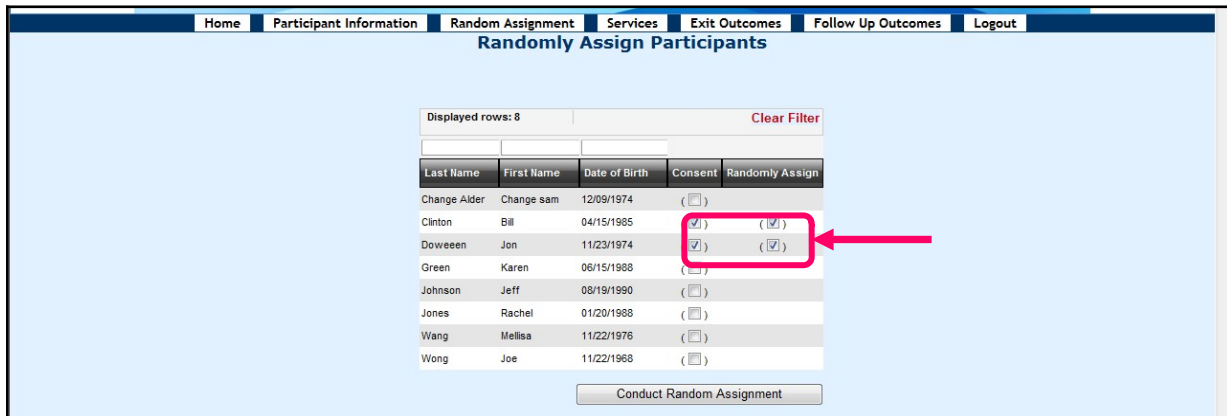 Home Participant Information Random Assignment Services Exit Outcomes Follow Up Outcomes Logout
Randomly Assign Participants
Displayed rows: 8 Clear Filter
Last Name First Name Date of Birth Consent Randomly Assign
Change Alder Change sam 12/09/1974 ( )
Clinton Bill 04/15/1985 (✓) (✓)
Doweeen Jon 11/23/1974 (✓) (✓)
Green Karen 06/15/1988 ( )
Johnson Jeff 08/19/1990 ( )
Jones Rachel 01/20/1988 ( )
Wang Mellisa 11/22/1976 ( )
Wong Joe 11/22/1968 ( )
Conduct Random Assignment